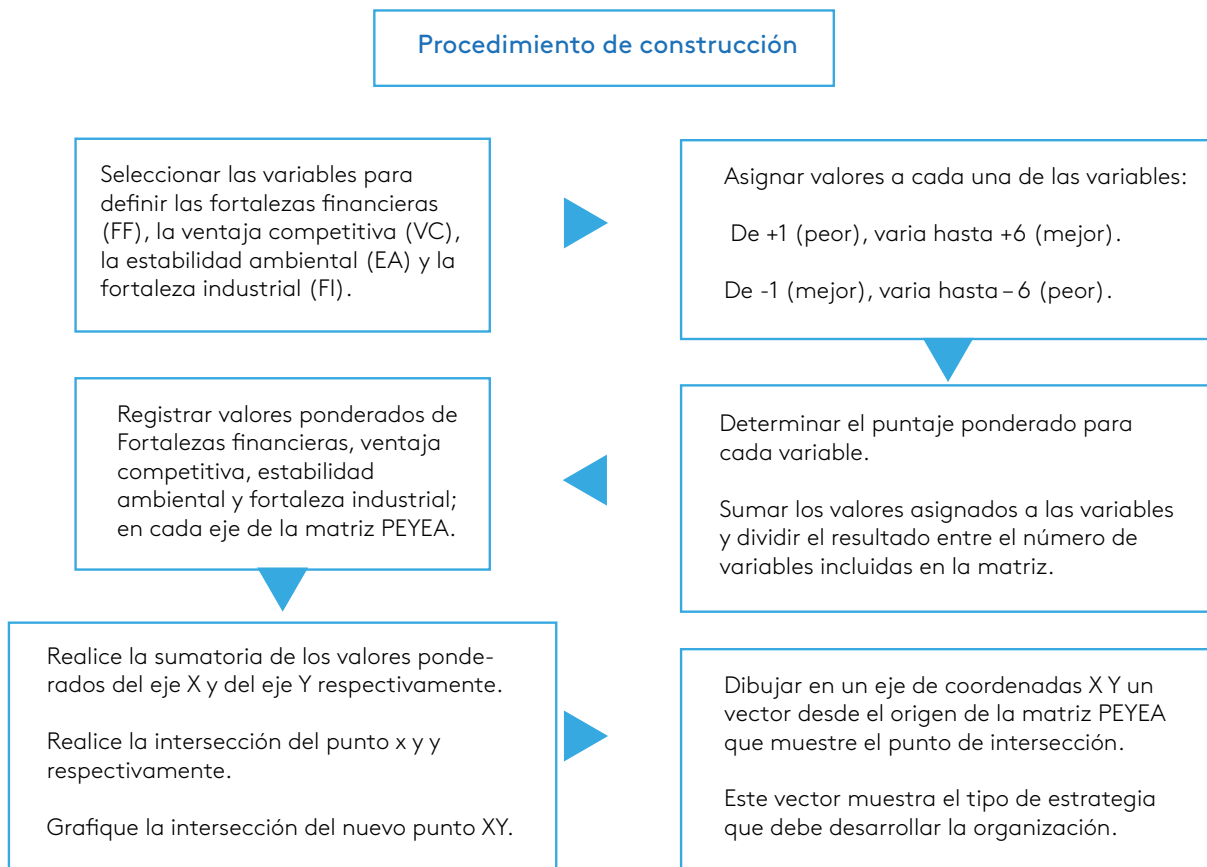 Procedimiento de construcción
Seleccionar las variables para
definir las fortalezas financieras
(FF), la ventaja competitiva (VC),
la estabilidad ambiental (EA) y la
fortaleza industrial (FI).
Asignar valores a cada una de las variables:
De +1 (peor), varia hasta +6 (mejor).
De -1 (mejor), varia hasta – 6 (peor).
Determinar el puntaje ponderado para
cada variable.
Sumar los valores asignados a las variables
y dividir el resultado entre el número de
variables incluidas en la matriz.
Registrar valores ponderados de
Fortalezas financieras, ventaja
competitiva, estabilidad
ambiental y fortaleza industrial;
en cada eje de la matriz PEYEA.
Realice la sumatoria de los valores ponde-
rados del eje X y del eje Y respectivamente.
Realice la intersección del punto x y y
respectivamente.
Grafique la intersección del nuevo punto XY.
Dibujar en un eje de coordenadas X Y un
vector desde el origen de la matriz PEYEA
que muestre el punto de intersección.
Este vector muestra el tipo de estrategia
que debe desarrollar la organización.